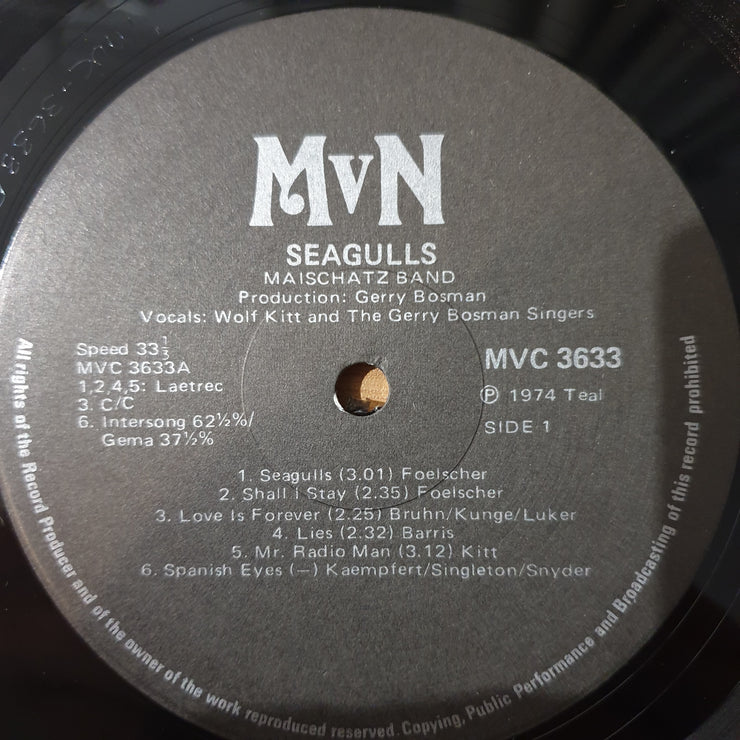 MVN
SEAGULLS
MAISCHATZ BAND
Production: Gerry Bosman
Vocals: Wolf Kitt and The Gerry Bosman Singers
Speed 33⅓
MVC 3633A
1,2,4,5: Laetrec
3. C/C
6. Intersong 62½%/
Gema 37½%
MVC 3633
Ⓟ 1974 Teal
SIDE 1
1. Seagulls (3.01) Foelscher
2. Shall I Stay (2.35) Foelscher
3. Love Is Forever (2.25) Bruhn/Kunge/Luker
4. Lies (2.32) Barris
5. Mr. Radio Man (3.12) Kitt
6. Spanish Eyes (—) Kaempfert/Singleton/Snyder
All rights of the Record Producer and of the owner of the work reproduced reserved. Copying, Public Performance and Broadcasting of this record prohibited